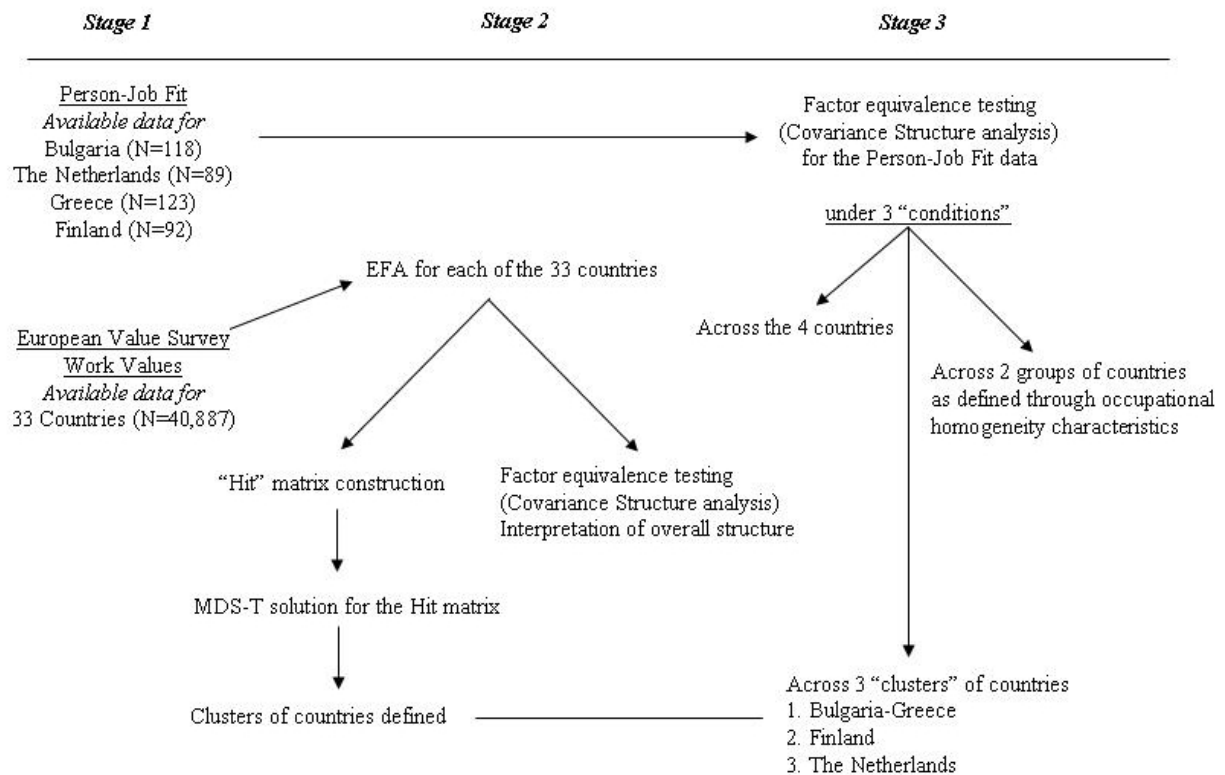 Stage 1
Stage 2
Stage 3
Person-Job Fit
Available data for
Bulgaria (N=118)
The Netherlands (N=89)
Greece (N=123)
Finland (N=92)
Factor equivalence testing
(Covariance Structure analysis)
for the Person-Job Fit data
under 3 “conditions”
EFA for each of the 33 countries
European Value Survey
Work Values
Available data for
33 Countries (N=40,887)
Across the 4 countries
Across 2 groups of countries
as defined through occupational
homogeneity characteristics
“Hit” matrix construction
Factor equivalence testing
(Covariance Structure analysis)
Interpretation of overall structure
MDS-T solution for the Hit matrix
Clusters of countries defined
Across 3 “clusters” of countries
1. Bulgaria-Greece
2. Finland
3. The Netherlands